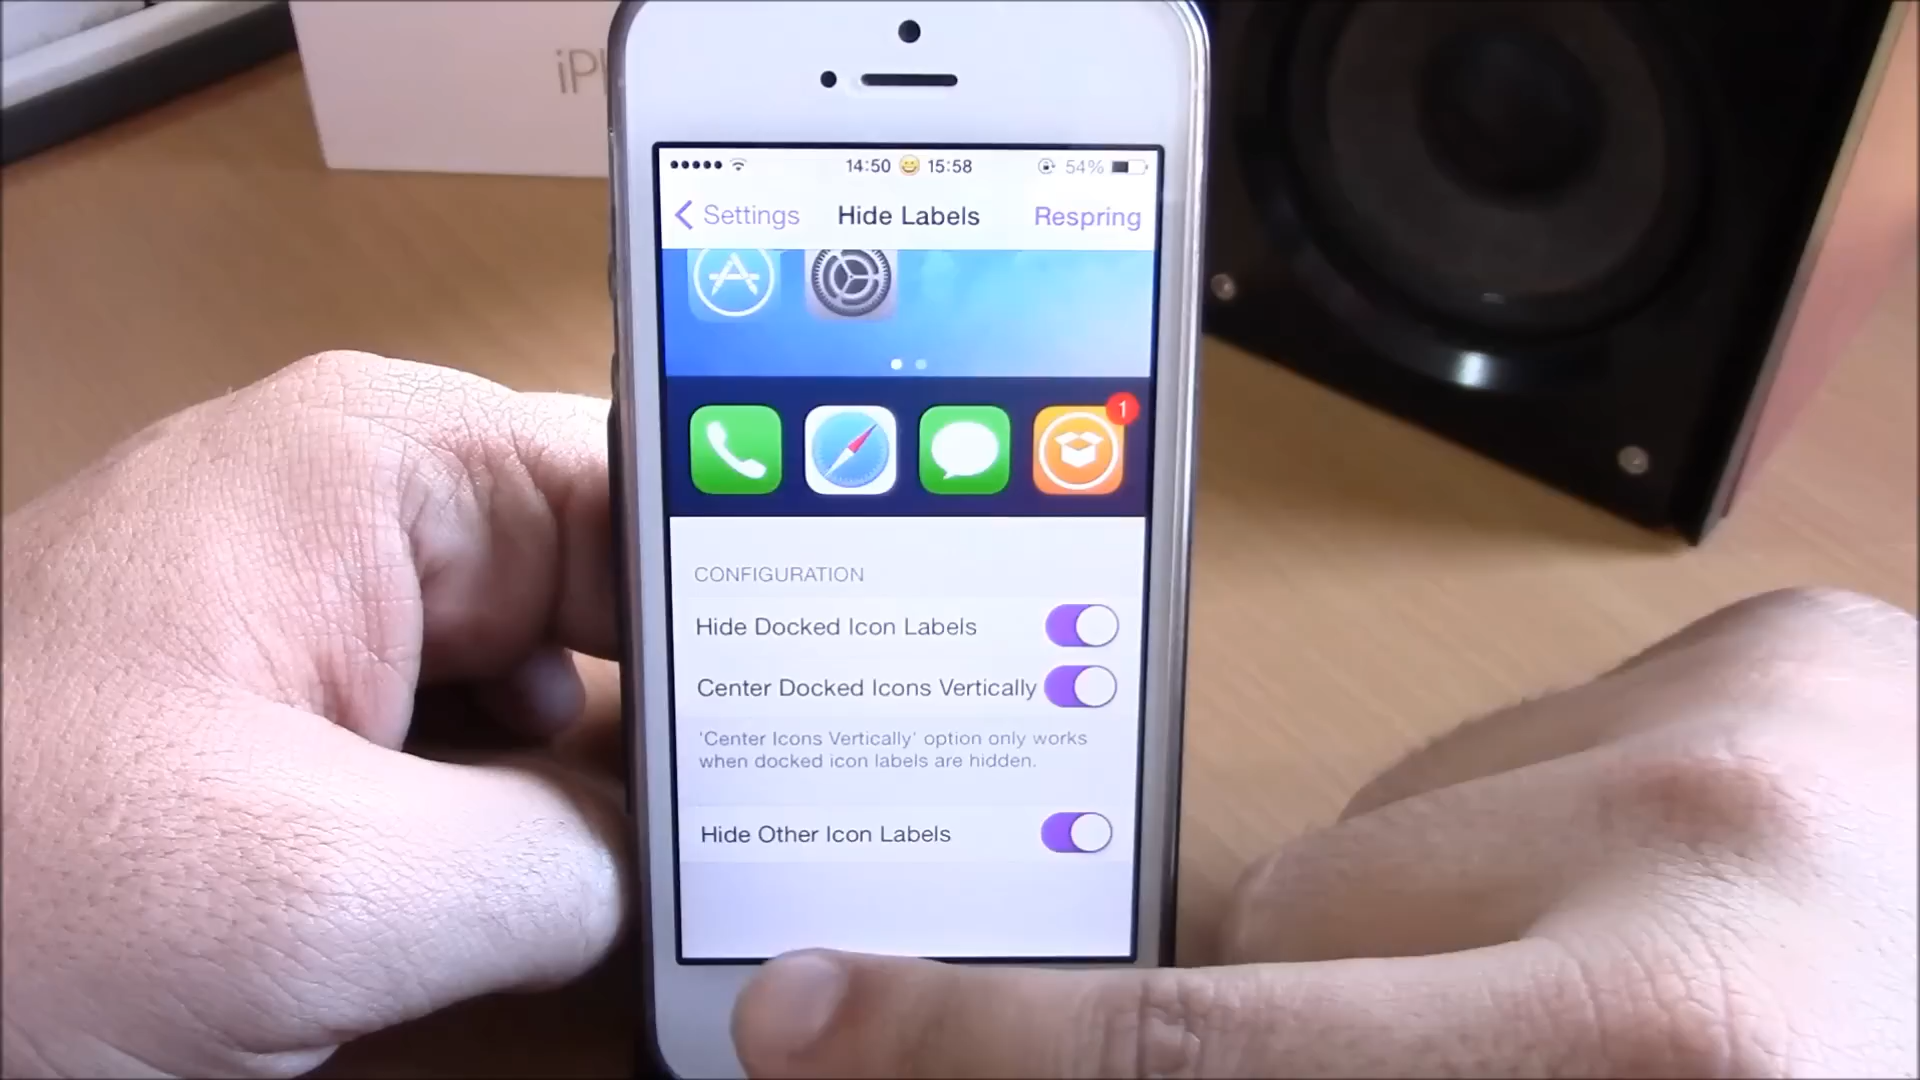 iPh
14:50 15:58 54%
Settings Hide Labels Respring
1
CONFIGURATION
Hide Docked Icon Labels
Center Docked Icons Vertically
'Center Icons Vertically' option only works
when docked icon labels are hidden.
Hide Other Icon Labels